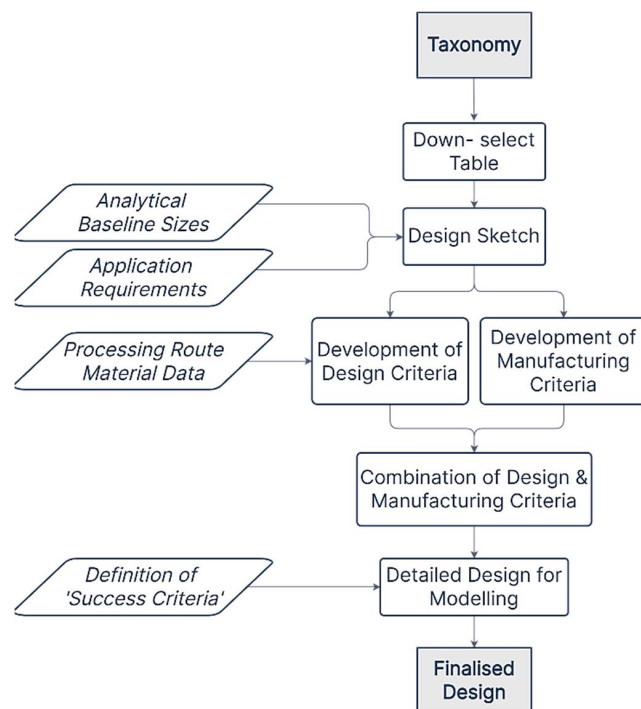 Taxonomy
Down- select
Table
Analytical
Baseline Sizes
Design Sketch
Application
Requirements
Processing Route
Material Data
Development of
Design Criteria
Development of
Manufacturing
Criteria
Combination of Design &
Manufacturing Criteria
Definition of
'Success Criteria'
Detailed Design for
Modelling
Finalised
Design